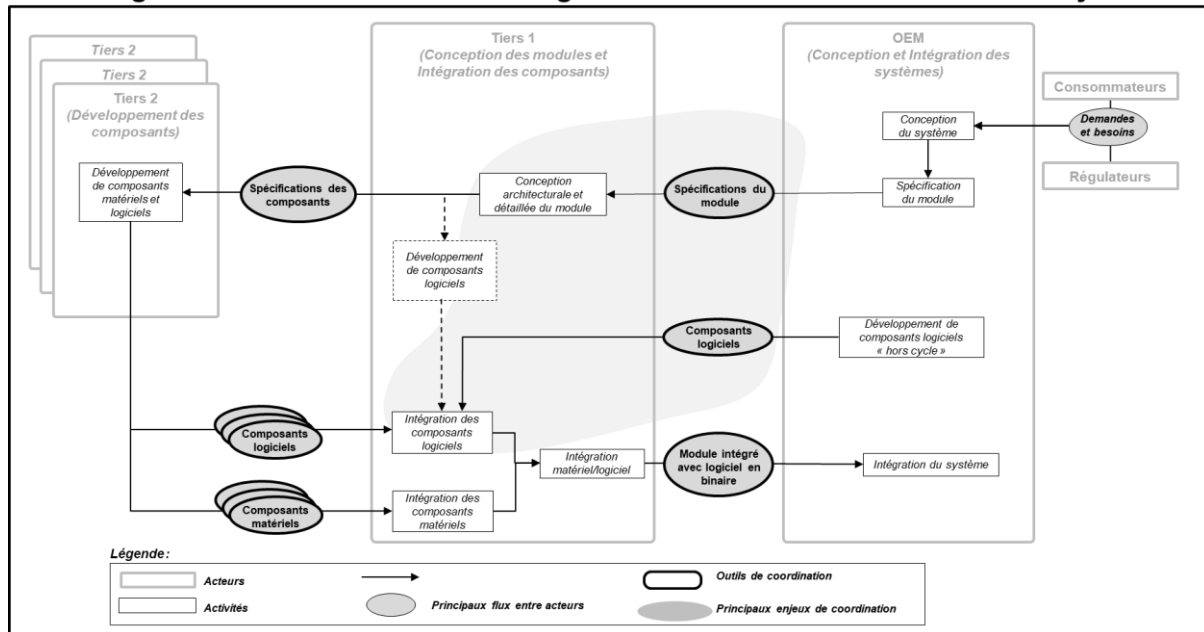 Tiers 2
Tiers 2
Tiers 2
(Développement des
composants)
Développement
de composants
matériels et
logiciels
Spécifications des
composants
Tiers 1
(Conception des modules et
Intégration des composants)
Conception
architecturale et
détaillée du module
Développement
de composants
logiciels
Spécifications du
module
OEM
(Conception et Intégration des
systèmes)
Conception
du système
Spécification
du module
Consommateurs
Demandes
et besoins
Régulateurs
Composants
logiciels
Développement de
composants logiciels
« hors cycle »
Composants
logiciels
Intégration des
composants
logiciels
Composants
matériels
Intégration des
composants
matériels
Intégration
matériel/logiciel
Module intégré
avec logiciel en
binaire
Intégration du système
Légende :
Acteurs
Activités
Principaux flux entre acteurs
Outils de coordination
Principaux enjeux de coordination